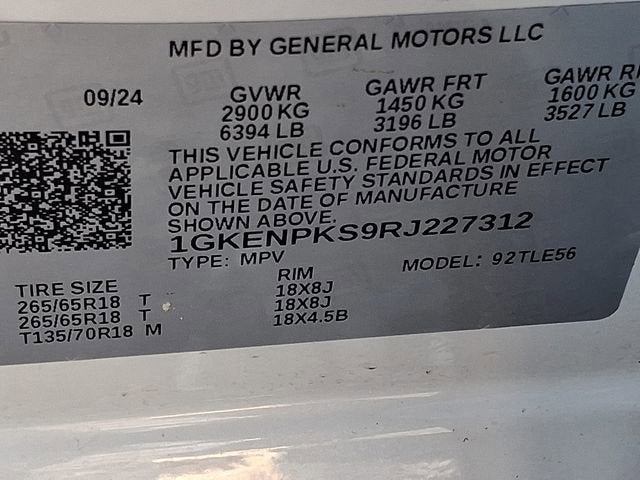 MFD BY GENERAL MOTORS LLC
09/24 GVWR GAWR FRT GAWR
2900 KG 1450 KG 1600 KG
6394 LB 3196 LB 3527 LB
THIS VEHICLE CONFORMS TO ALL
APPLICABLE U.S. FEDERAL MOTOR
VEHICLE SAFETY STANDARDS IN EFFECT
ON THE DATE OF MANUFACTURE
SHOWN ABOVE.
1GKENPKS9RJ227312
TYPE: MPV MODEL: 92TLE56
TIRE SIZE RIM
265/65R18 T 18X8J
265/65R18 T 18X8J
T135/70R18 M 18X4.5B